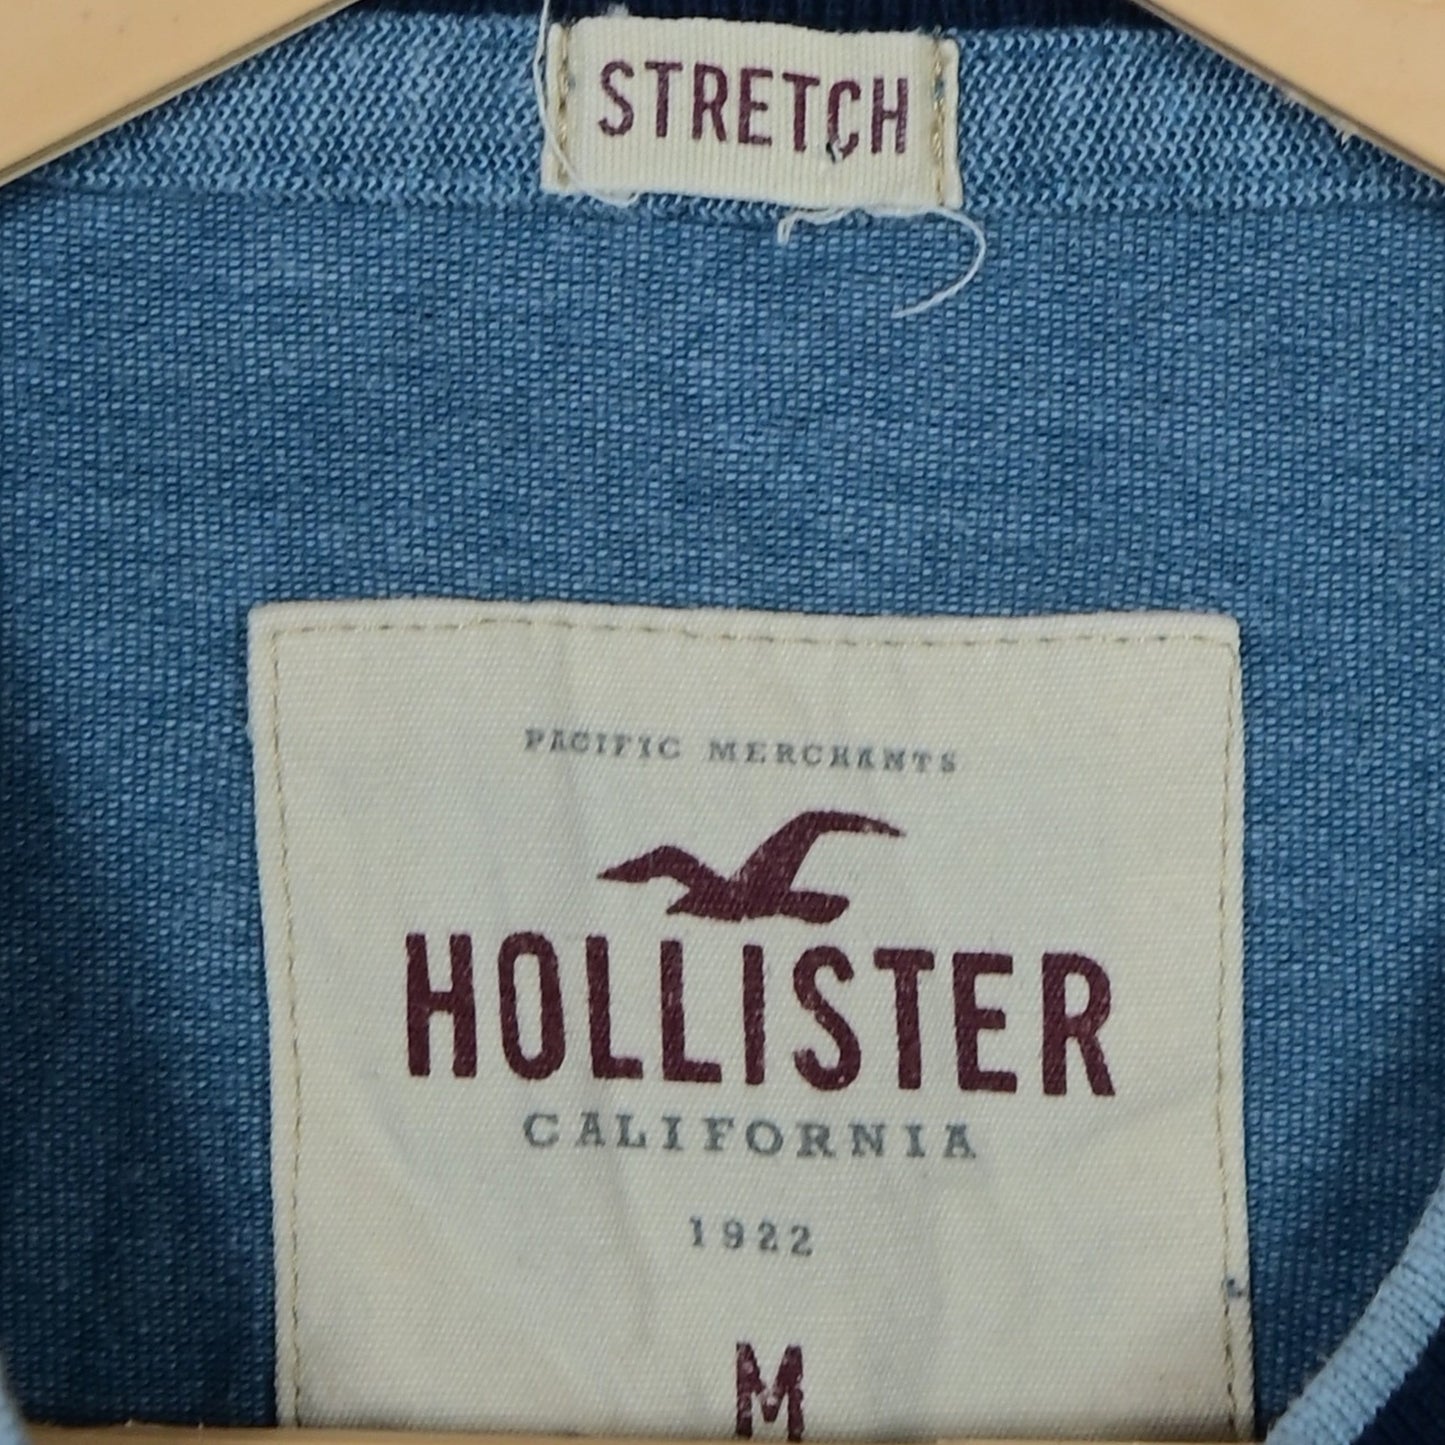 STRETCH
PACIFIC MERCHANTS
HOLLISTER
CALIFORNIA
1922
M